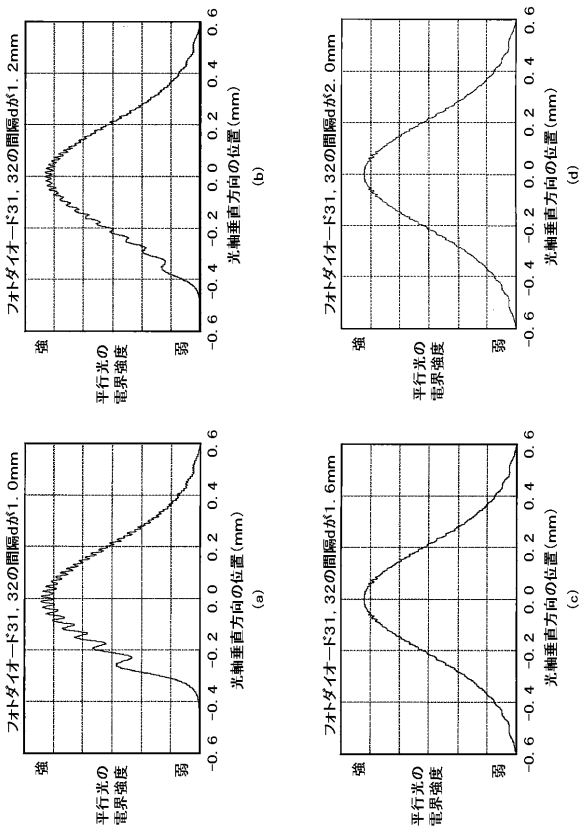 フォトダイオード31, 32の間隔dが1. 0mm
強
平行光の
電界強度
弱
-0. 6 -0. 4 -0. 2 0. 0 0. 2 0. 4 0. 6
光軸垂直方向の位置(mm)
(a)
フォトダイオード31, 32の間隔dが1. 2mm
強
平行光の
電界強度
弱
-0. 6 -0. 4 -0. 2 0. 0 0. 2 0. 4 0. 6
光軸垂直方向の位置(mm)
(b)
フォトダイオード31, 32の間隔dが1. 6mm
強
平行光の
電界強度
弱
-0. 6 -0. 4 -0. 2 0. 0 0. 2 0. 4 0. 6
光軸垂直方向の位置(mm)
(c)
フォトダイオード31, 32の間隔dが2. 0mm
強
平行光の
電界強度
弱
-0. 6 -0. 4 -0. 2 0. 0 0. 2 0. 4 0. 6
光軸垂直方向の位置(mm)
(d)